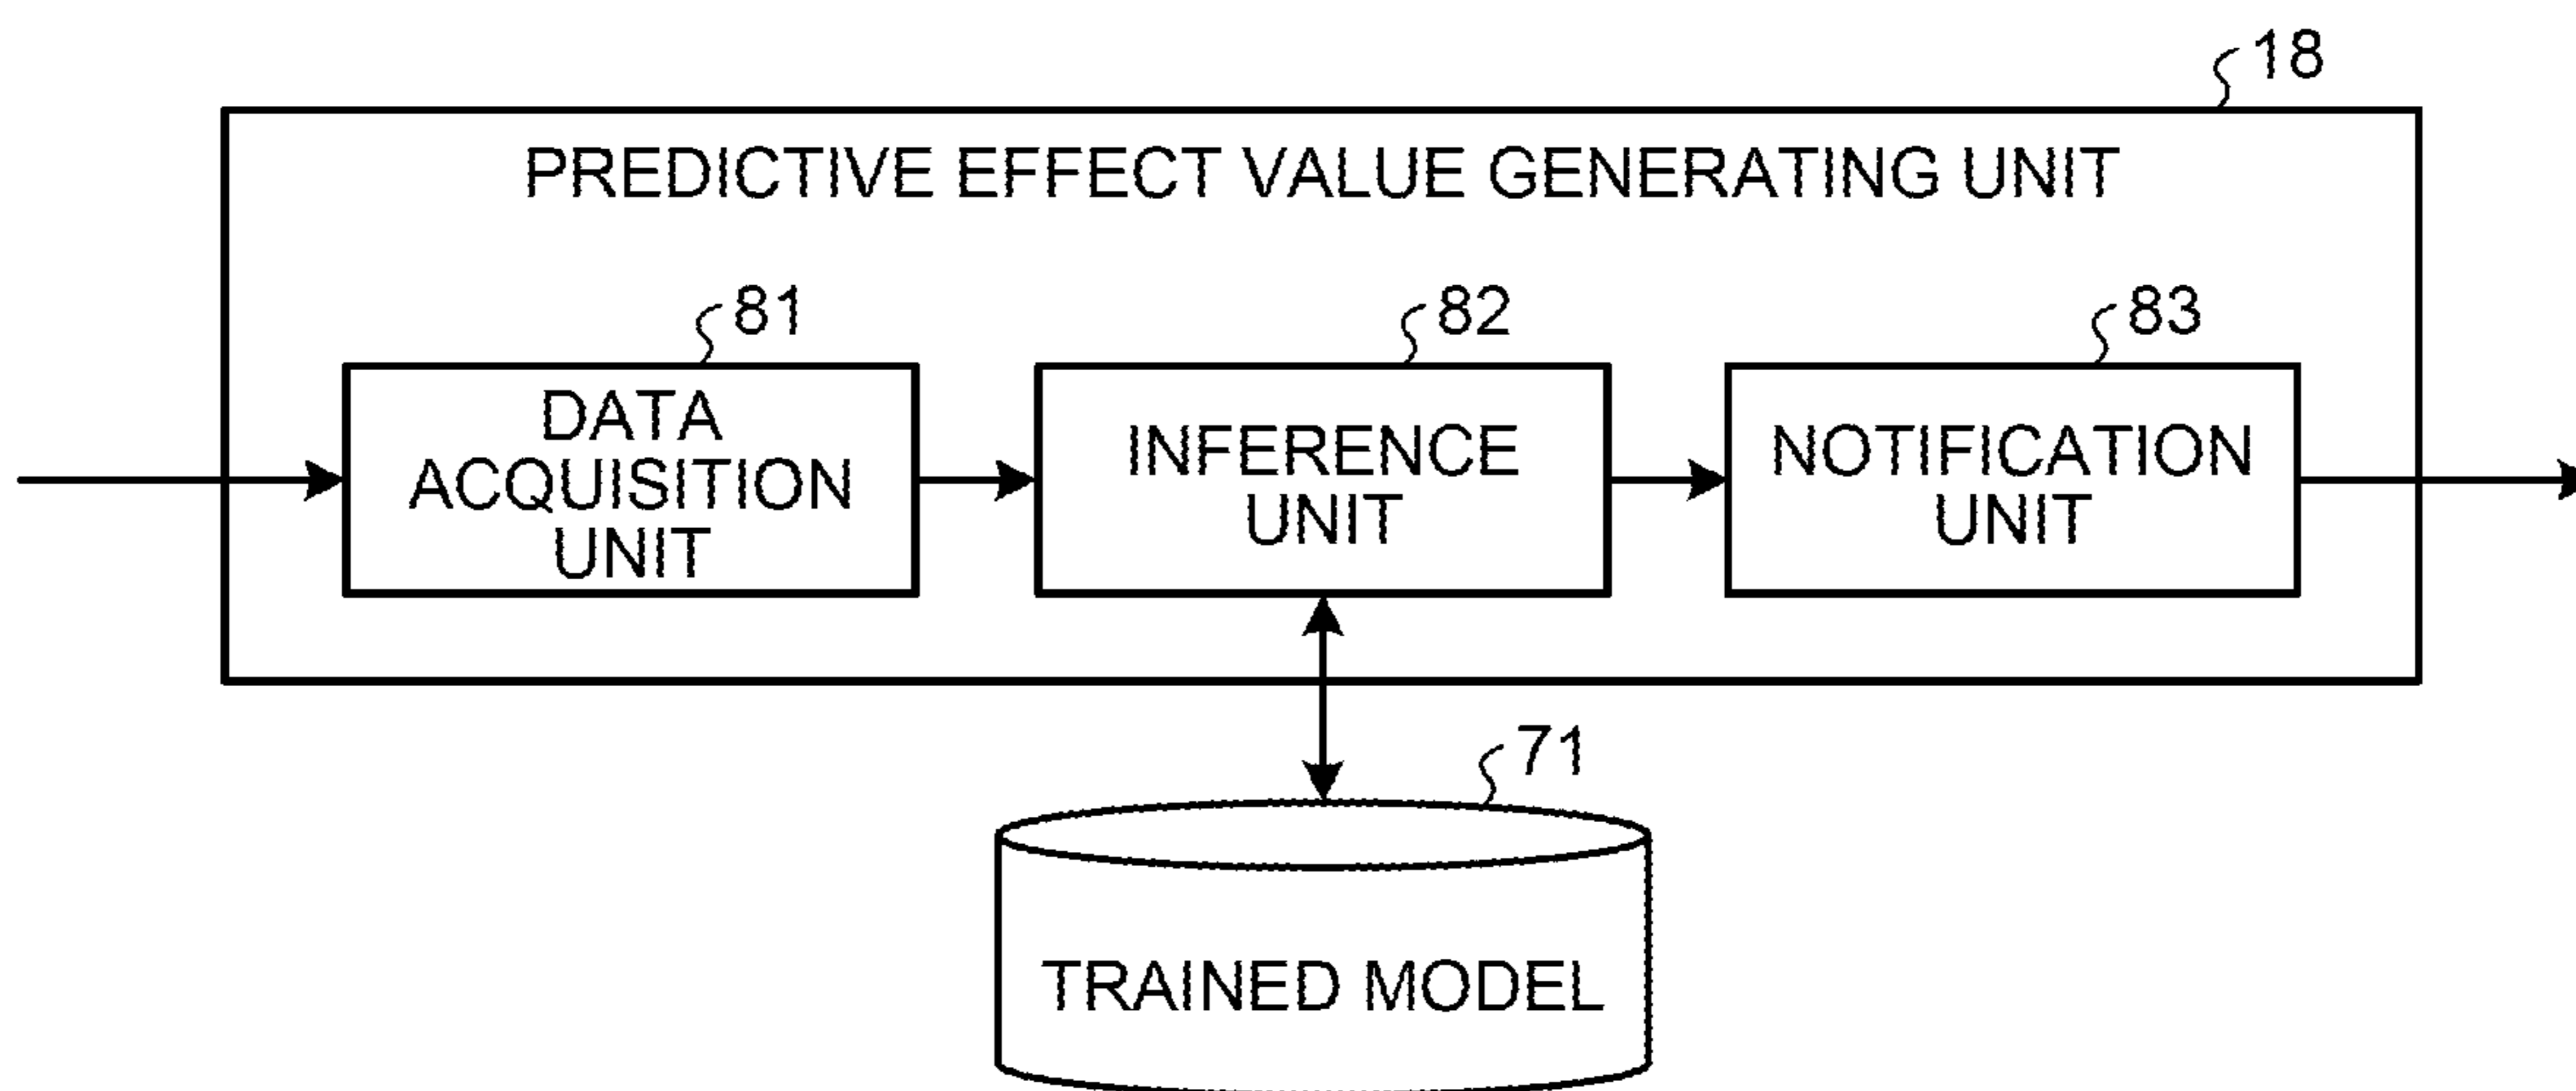 18
PREDICTIVE EFFECT VALUE GENERATING UNIT
81
82
83
DATA
ACQUISITION
UNIT
INFERENCE
UNIT
NOTIFICATION
UNIT
71
TRAINED MODEL